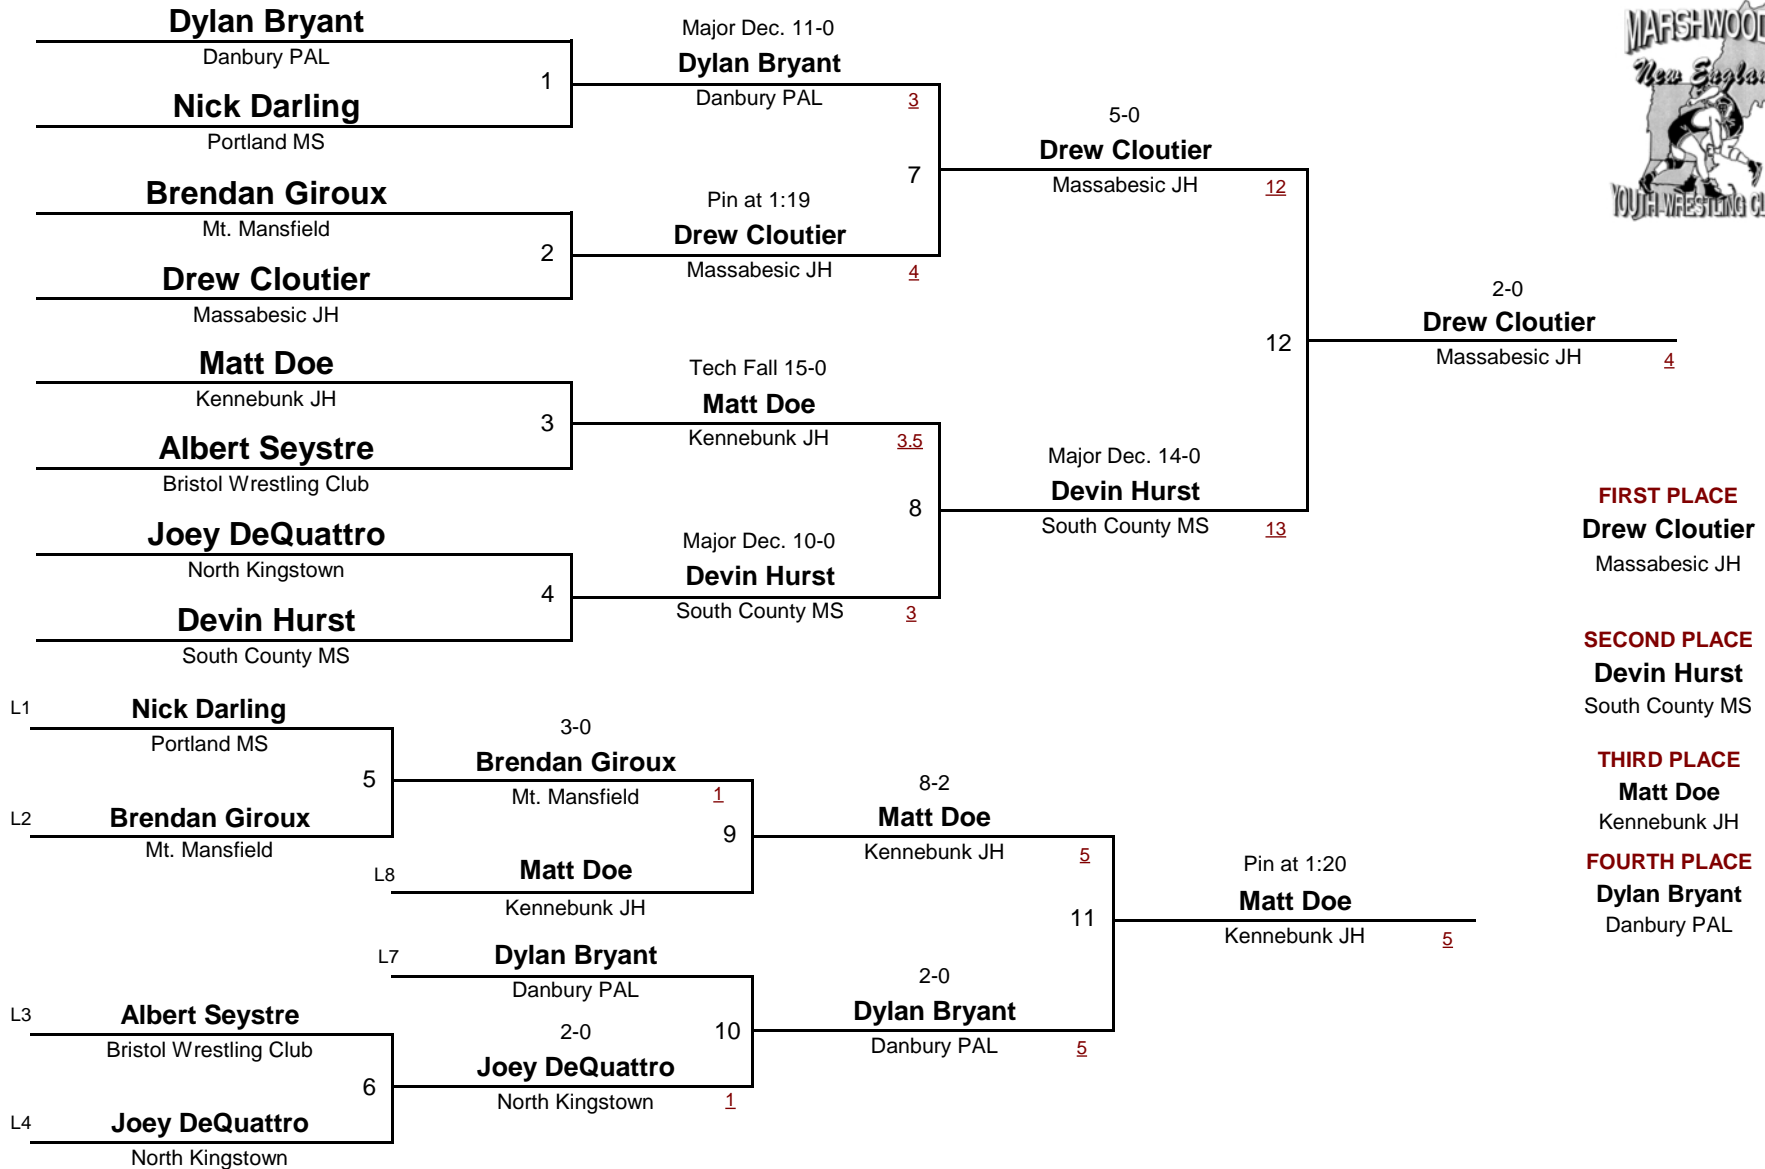 Dylan Bryant
Danbury PAL
1
Nick Darling
Portland MS
Brendan Giroux
Mt. Mansfield
2
Drew Cloutier
Massabesic JH
Matt Doe
Kennebunk JH
3
Albert Seystre
Bristol Wrestling Club
Joey DeQuattro
North Kingstown
4
Devin Hurst
South County MS
Major Dec. 11-0
Dylan Bryant
Danbury PAL 3
7
Pin at 1:19
Drew Cloutier
Massabesic JH 4
Tech Fall 15-0
Matt Doe
Kennebunk JH 3.5
8
Major Dec. 10-0
Devin Hurst
South County MS 3
5-0
Drew Cloutier
Massabesic JH 12
12
Major Dec. 14-0
Devin Hurst
South County MS 13
2-0
Drew Cloutier
Massabesic JH 4
MARSHWOOD
New England
YOUTH WRESTLING CL
FIRST PLACE
Drew Cloutier
Massabesic JH
SECOND PLACE
Devin Hurst
South County MS
THIRD PLACE
Matt Doe
Kennebunk JH
FOURTH PLACE
Dylan Bryant
Danbury PAL
L1 Nick Darling
Portland MS
5
L2 Brendan Giroux
Mt. Mansfield
3-0
Brendan Giroux
Mt. Mansfield 1
9
L8 Matt Doe
Kennebunk JH
L7 Dylan Bryant
Danbury PAL
10
L3 Albert Seystre
Bristol Wrestling Club
6
L4 Joey DeQuattro
North Kingstown
2-0
Joey DeQuattro
North Kingstown 1
8-2
Matt Doe
Kennebunk JH 5
11
2-0
Dylan Bryant
Danbury PAL 5
Pin at 1:20
Matt Doe
Kennebunk JH 5